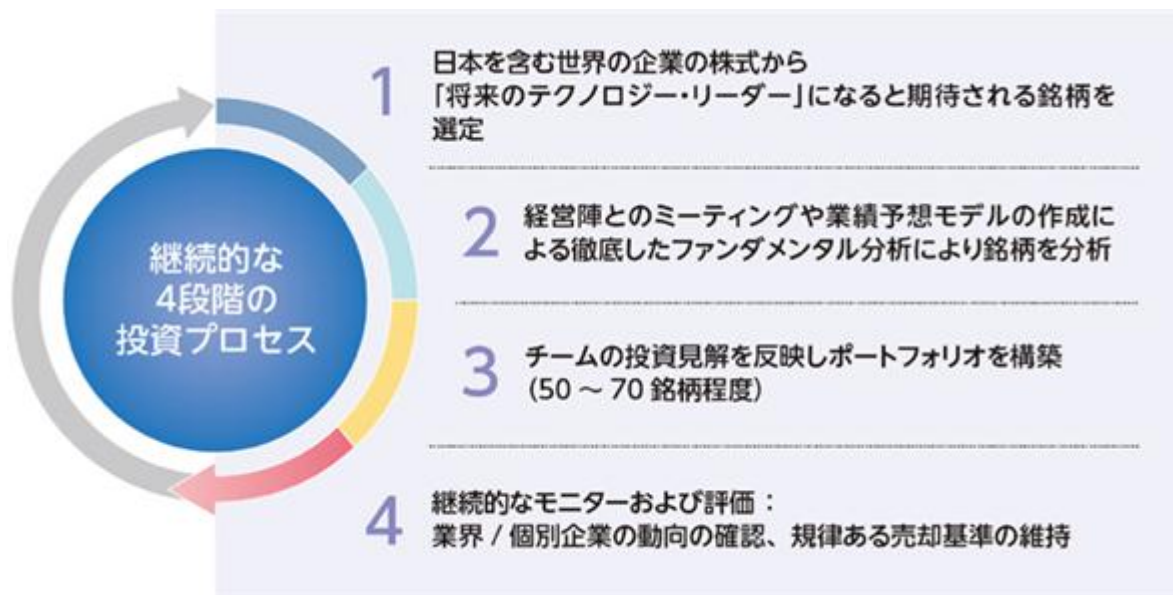 継続的な
4段階の
投資プロセス
1
日本を含む世界の企業の株式から
「将来のテクノロジー・リーダー」になると期待される銘柄を
選定
2
経営陣とのミーティングや業績予想モデルの作成に
よる徹底したファンダメンタル分析により銘柄を分析
3
チームの投資見解を反映しポートフォリオを構築
(50 ～ 70 銘柄程度)
4
継続的なモニターおよび評価：
業界 / 個別企業の動向の確認、規律ある売却基準の維持